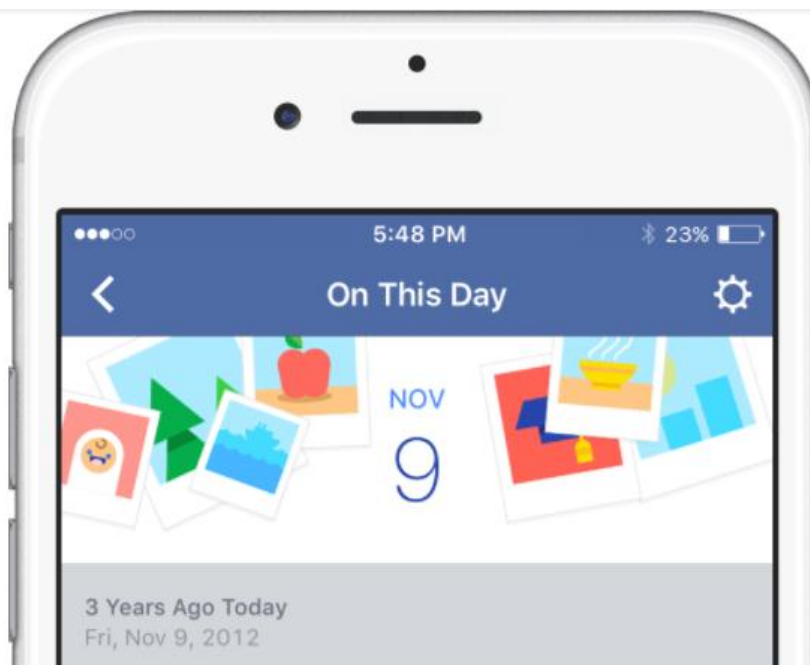 5:48 PM 23%
On This Day
NOV
9
3 Years Ago Today
Fri, Nov 9, 2012